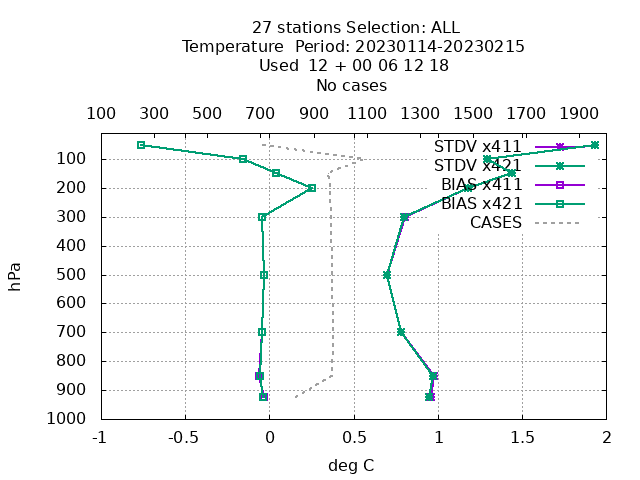 27 stations Selection: ALL
Temperature  Period: 20230114-20230215
Used  12 + 00 06 12 18
No cases
100 300 500 700 900 1100 1300 1500 1700 1900
STDV x411
STDV x421
BIAS x411
BIAS x421
CASES
hPa
100
200
300
400
500
600
700
800
900
1000
-1 -0.5 0 0.5 1 1.5 2
deg C